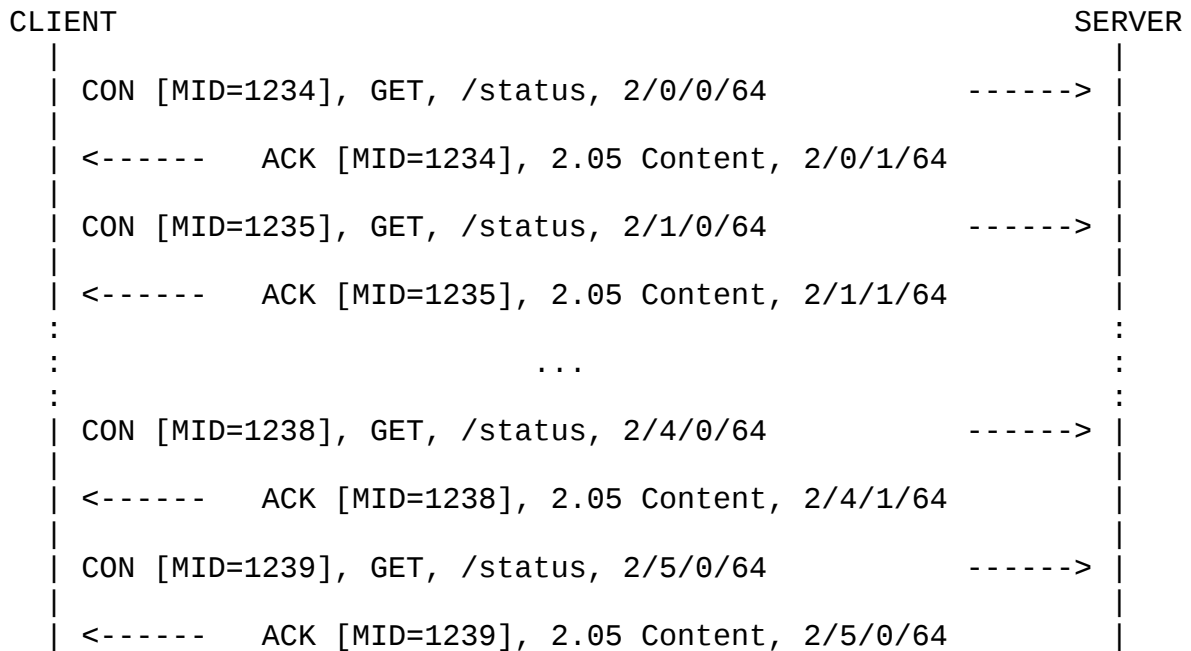 CLIENT SERVER
CON [MID=1234], GET, /status, 2/0/0/64 ------>
<------ ACK [MID=1234], 2.05 Content, 2/0/1/64
CON [MID=1235], GET, /status, 2/1/0/64 ------>
<------ ACK [MID=1235], 2.05 Content, 2/1/1/64
: :
: ... :
: :
CON [MID=1238], GET, /status, 2/4/0/64 ------>
<------ ACK [MID=1238], 2.05 Content, 2/4/1/64
CON [MID=1239], GET, /status, 2/5/0/64 ------>
<------ ACK [MID=1239], 2.05 Content, 2/5/0/64